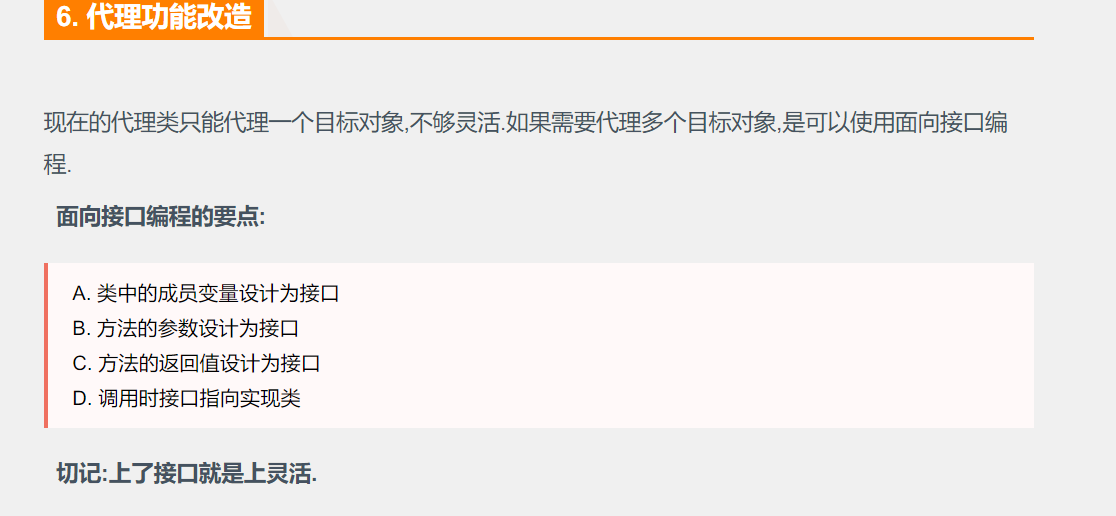 6. 代理功能改造
现在的代理类只能代理一个目标对象,不够灵活.如果需要代理多个目标对象,是可以使用面向接口编
程.
面向接口编程的要点:
A. 类中的成员变量设计为接口
B. 方法的参数设计为接口
C. 方法的返回值设计为接口
D. 调用时接口指向实现类
切记:上了接口就是上灵活.